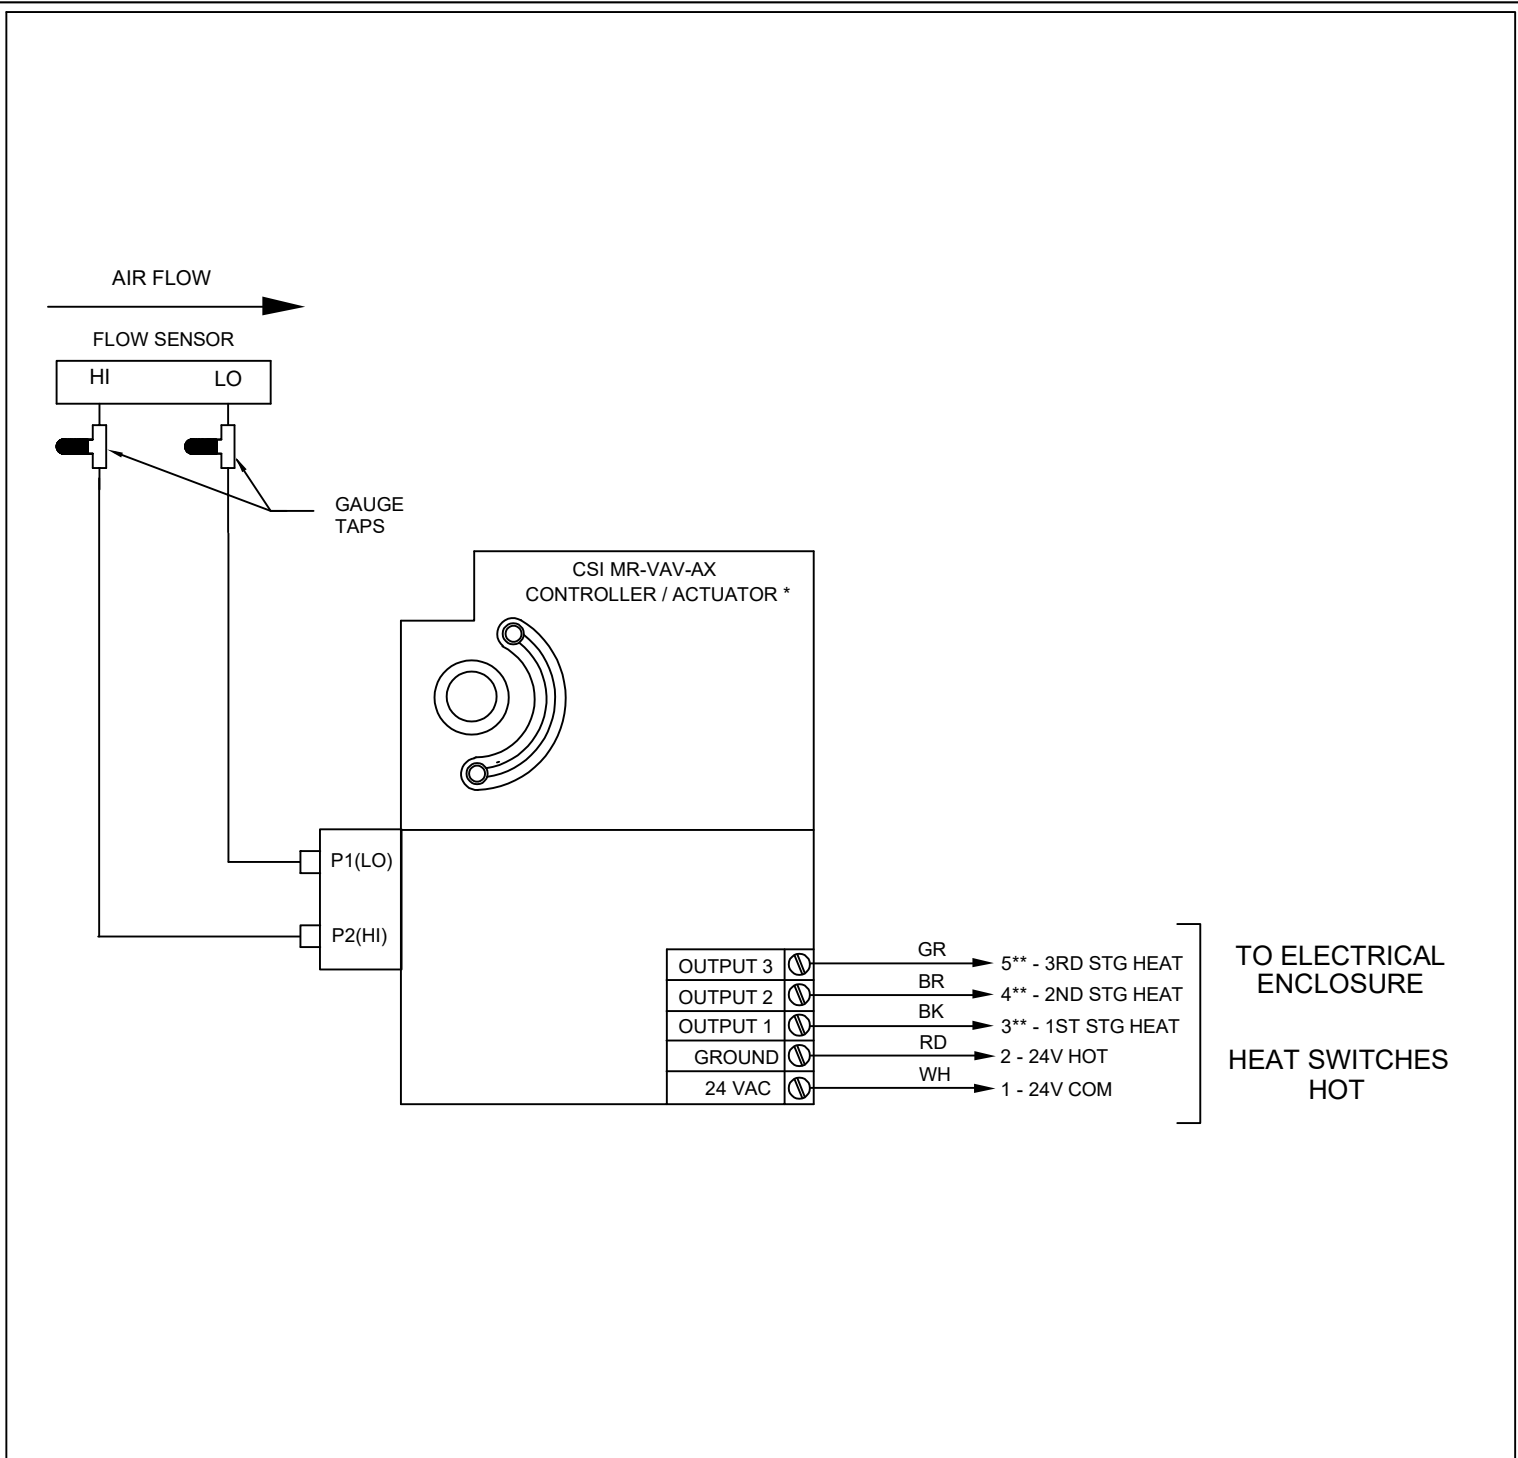 AIR FLOW
FLOW SENSOR
HI LO
GAUGE
TAPS
CSI MR-VAV-AX
CONTROLLER / ACTUATOR *
P1(LO)
P2(HI)
OUTPUT 3 GR 5** - 3RD STG HEAT
OUTPUT 2 BR 4** - 2ND STG HEAT
OUTPUT 1 BK 3** - 1ST STG HEAT
GROUND RD 2 - 24V HOT
24 VAC WH 1 - 24V COM
TO ELECTRICAL
ENCLOSURE
HEAT SWITCHES
HOT